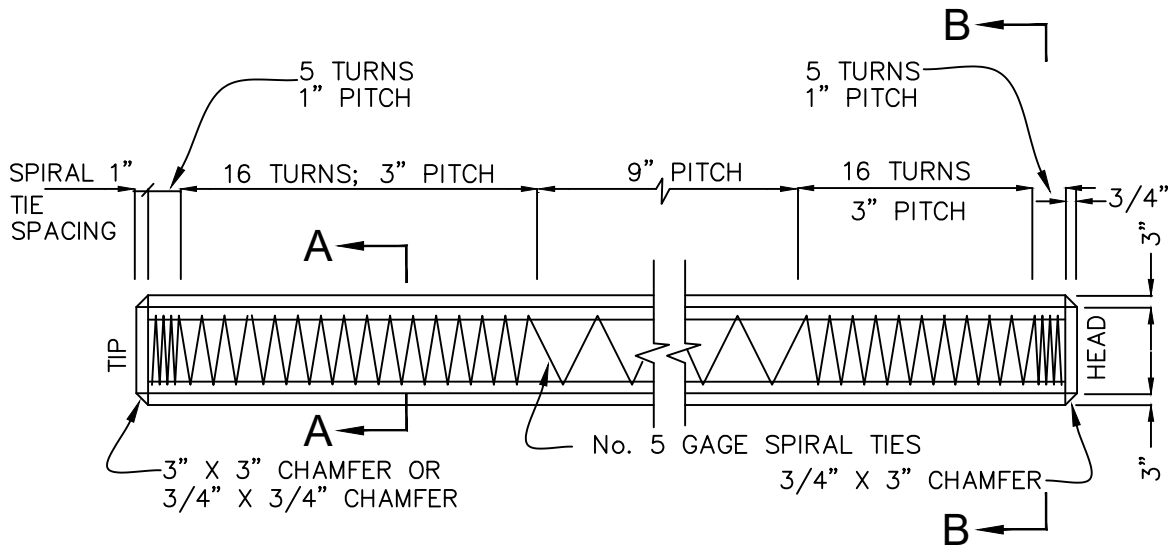 B
5 TURNS
1” PITCH
5 TURNS
1” PITCH
SPIRAL 1”
TIE
SPACING
16 TURNS; 3” PITCH
9” PITCH
16 TURNS
3” PITCH
3/4”
3”
A
TIP
HEAD
A
No. 5 GAGE SPIRAL TIES
3” X 3” CHAMFER OR
3/4” X 3/4” CHAMFER
3/4” X 3” CHAMFER
3”
B